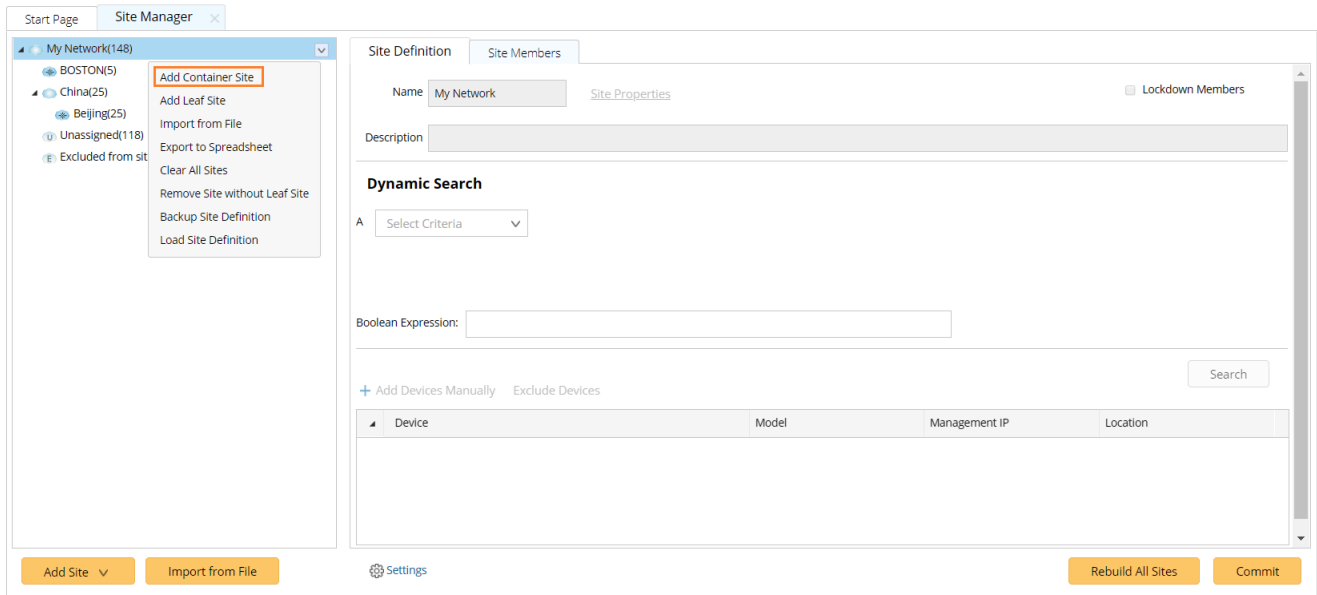 Start Page
Site Manager
My Network(148)
BOSTON(5)
China(25)
Beijing(25)
U Unassigned(118)
E Excluded from sit
Add Container Site
Add Leaf Site
Import from File
Export to Spreadsheet
Clear All Sites
Remove Site without Leaf Site
Backup Site Definition
Load Site Definition
Site Definition
Site Members
Name My Network Site Properties
Lockdown Members
Description
Dynamic Search
A Select Criteria
Boolean Expression:
Search
+ Add Devices Manually Exclude Devices
Device Model Management IP Location
Add Site Import from File Settings Rebuild All Sites Commit